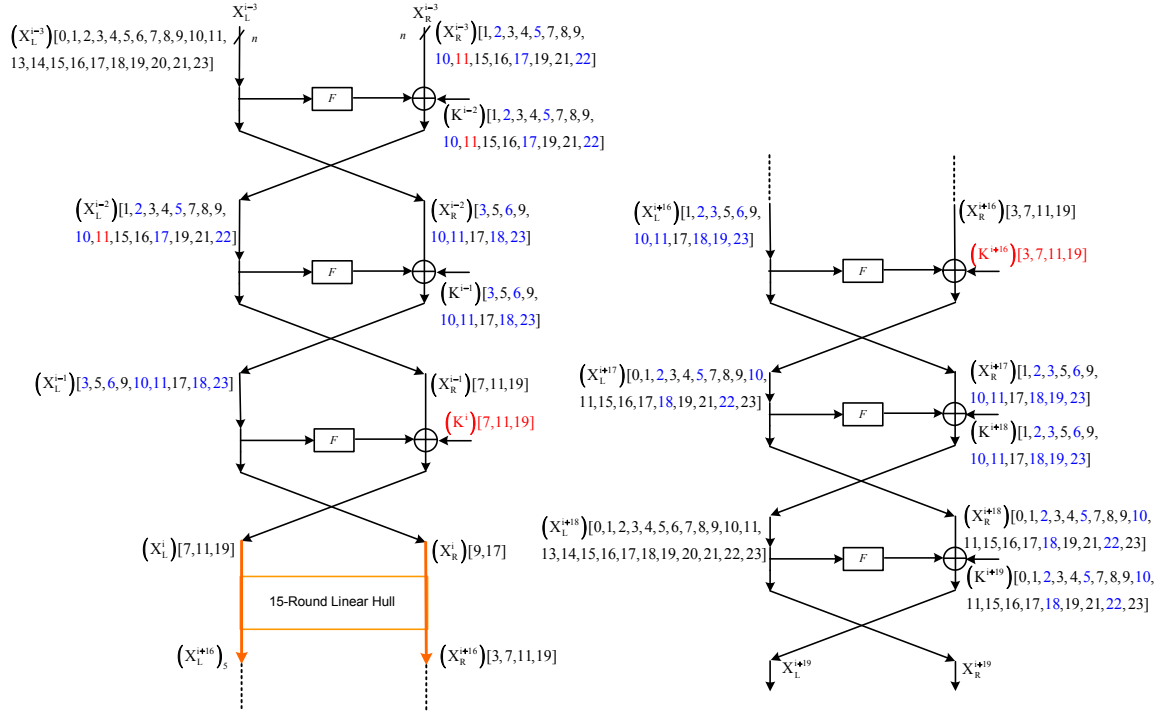 X_L^{i-3}
X_R^{i-3}
(X_L^{i-3})[0,1,2,3,4,5,6,7,8,9,10,11,
13,14,15,16,17,18,19,20,21,23]
n
n
(X_R^{i-3})[1,2,3,4,5,7,8,9,
10,11,15,16,17,19,21,22]
F
(K^{i-2})[1,2,3,4,5,7,8,9,
10,11,15,16,17,19,21,22]
(X_L^{i-2})[1,2,3,4,5,7,8,9,
10,11,15,16,17,19,21,22]
(X_R^{i-2})[3,5,6,9,
10,11,17,18,23]
F
(K^{i-1})[3,5,6,9,
10,11,17,18,23]
(X_L^{i-1})[3,5,6,9,10,11,17,18,23]
(X_R^{i-1})[7,11,19]
(K^i)[7,11,19]
F
(X_L^i)[7,11,19]
(X_R^i)[9,17]
15-Round Linear Hull
(X_L^{i+16})_5
(X_R^{i+16})[3,7,11,19]
(X_L^{i+16})[1,2,3,5,6,9,
10,11,17,18,19,23]
(X_R^{i+16})[3,7,11,19]
(K^{i+16})[3,7,11,19]
F
(X_L^{i+17})[0,1,2,3,4,5,7,8,9,10,
11,15,16,17,18,19,21,22,23]
(X_R^{i+17})[1,2,3,5,6,9,
10,11,17,18,19,23]
F
(K^{i+18})[1,2,3,5,6,9,
10,11,17,18,19,23]
(X_L^{i+18})[0,1,2,3,4,5,6,7,8,9,10,11,
13,14,15,16,17,18,19,20,21,22,23]
(X_R^{i+18})[0,1,2,3,4,5,7,8,9,10,
11,15,16,17,18,19,21,22,23]
F
(K^{i+19})[0,1,2,3,4,5,7,8,9,10,
11,15,16,17,18,19,21,22,23]
X_L^{i+19}
X_R^{i+19}